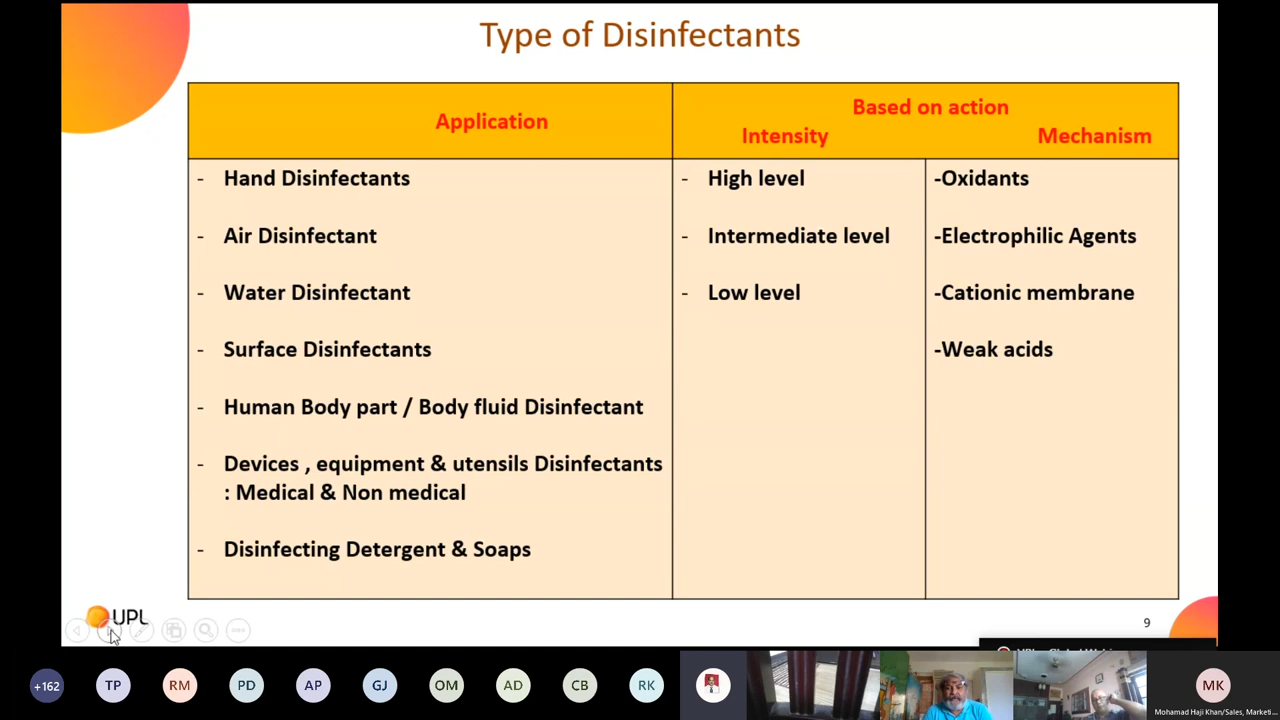 Type of Disinfectants
Application
Based on action
Intensity
Mechanism
- Hand Disinfectants
- Air Disinfectant
- Water Disinfectant
- Surface Disinfectants
- Human Body part / Body fluid Disinfectant
- Devices , equipment & utensils Disinfectants
: Medical & Non medical
- Disinfecting Detergent & Soaps
- High level
- Intermediate level
- Low level
-Oxidants
-Electrophilic Agents
-Cationic membrane
-Weak acids
UPL
9
+162
TP
RM
PD
AP
GJ
OM
AD
CB
RK
MK
Mohamad Haji Khan/Sales, Marketi...